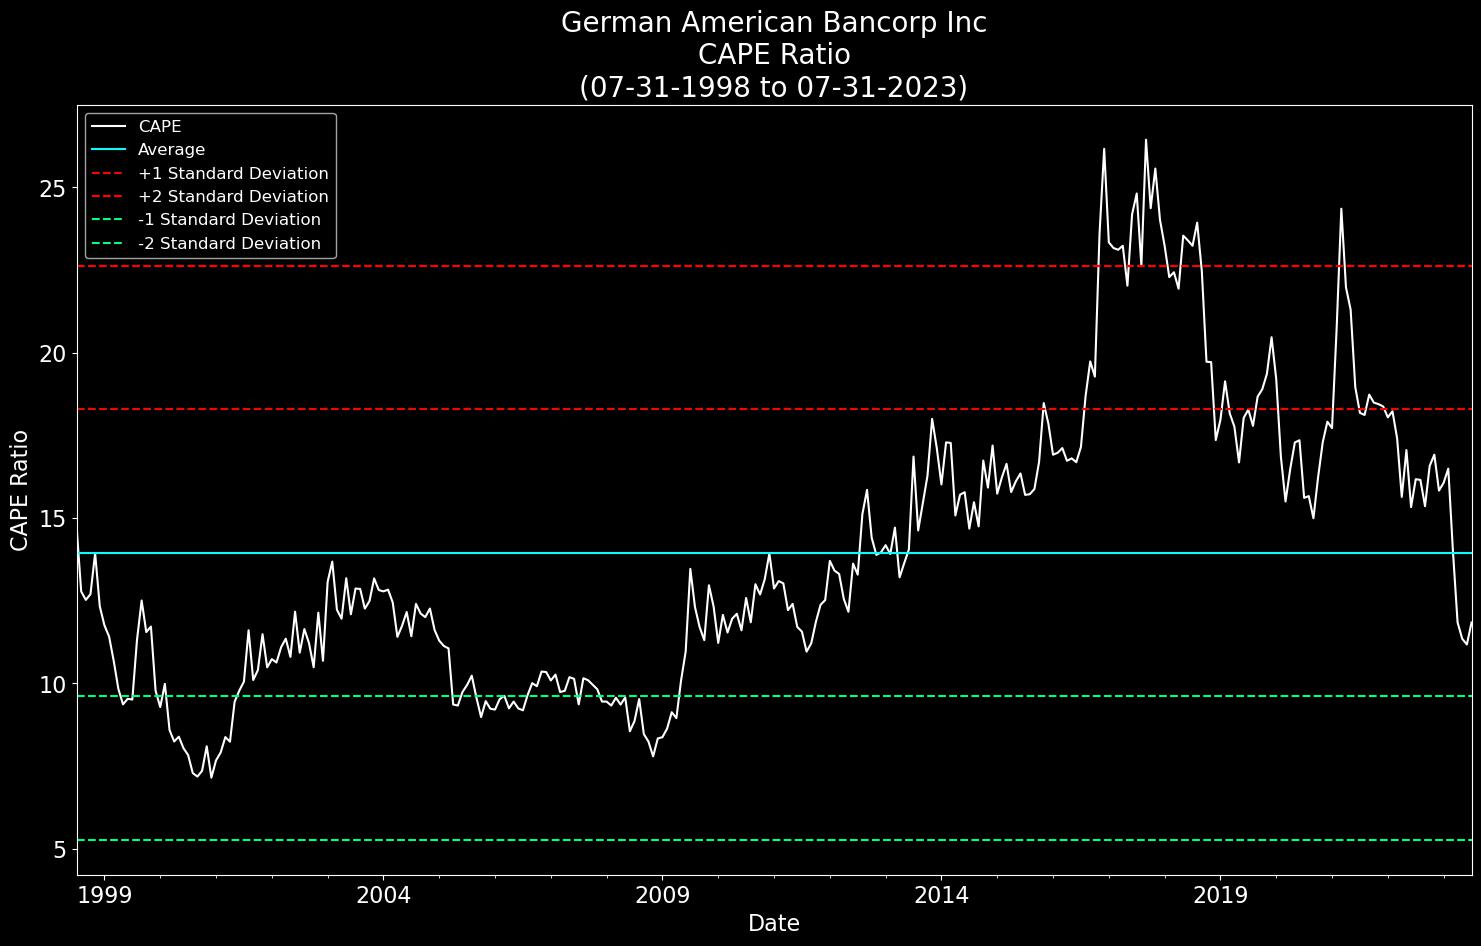 German American Bancorp Inc
CAPE Ratio
(07-31-1998 to 07-31-2023)
CAPE
Average
+1 Standard Deviation
+2 Standard Deviation
-1 Standard Deviation
-2 Standard Deviation
25
20
15
10
5
CAPE Ratio
1999 2004 2009 2014 2019
Date